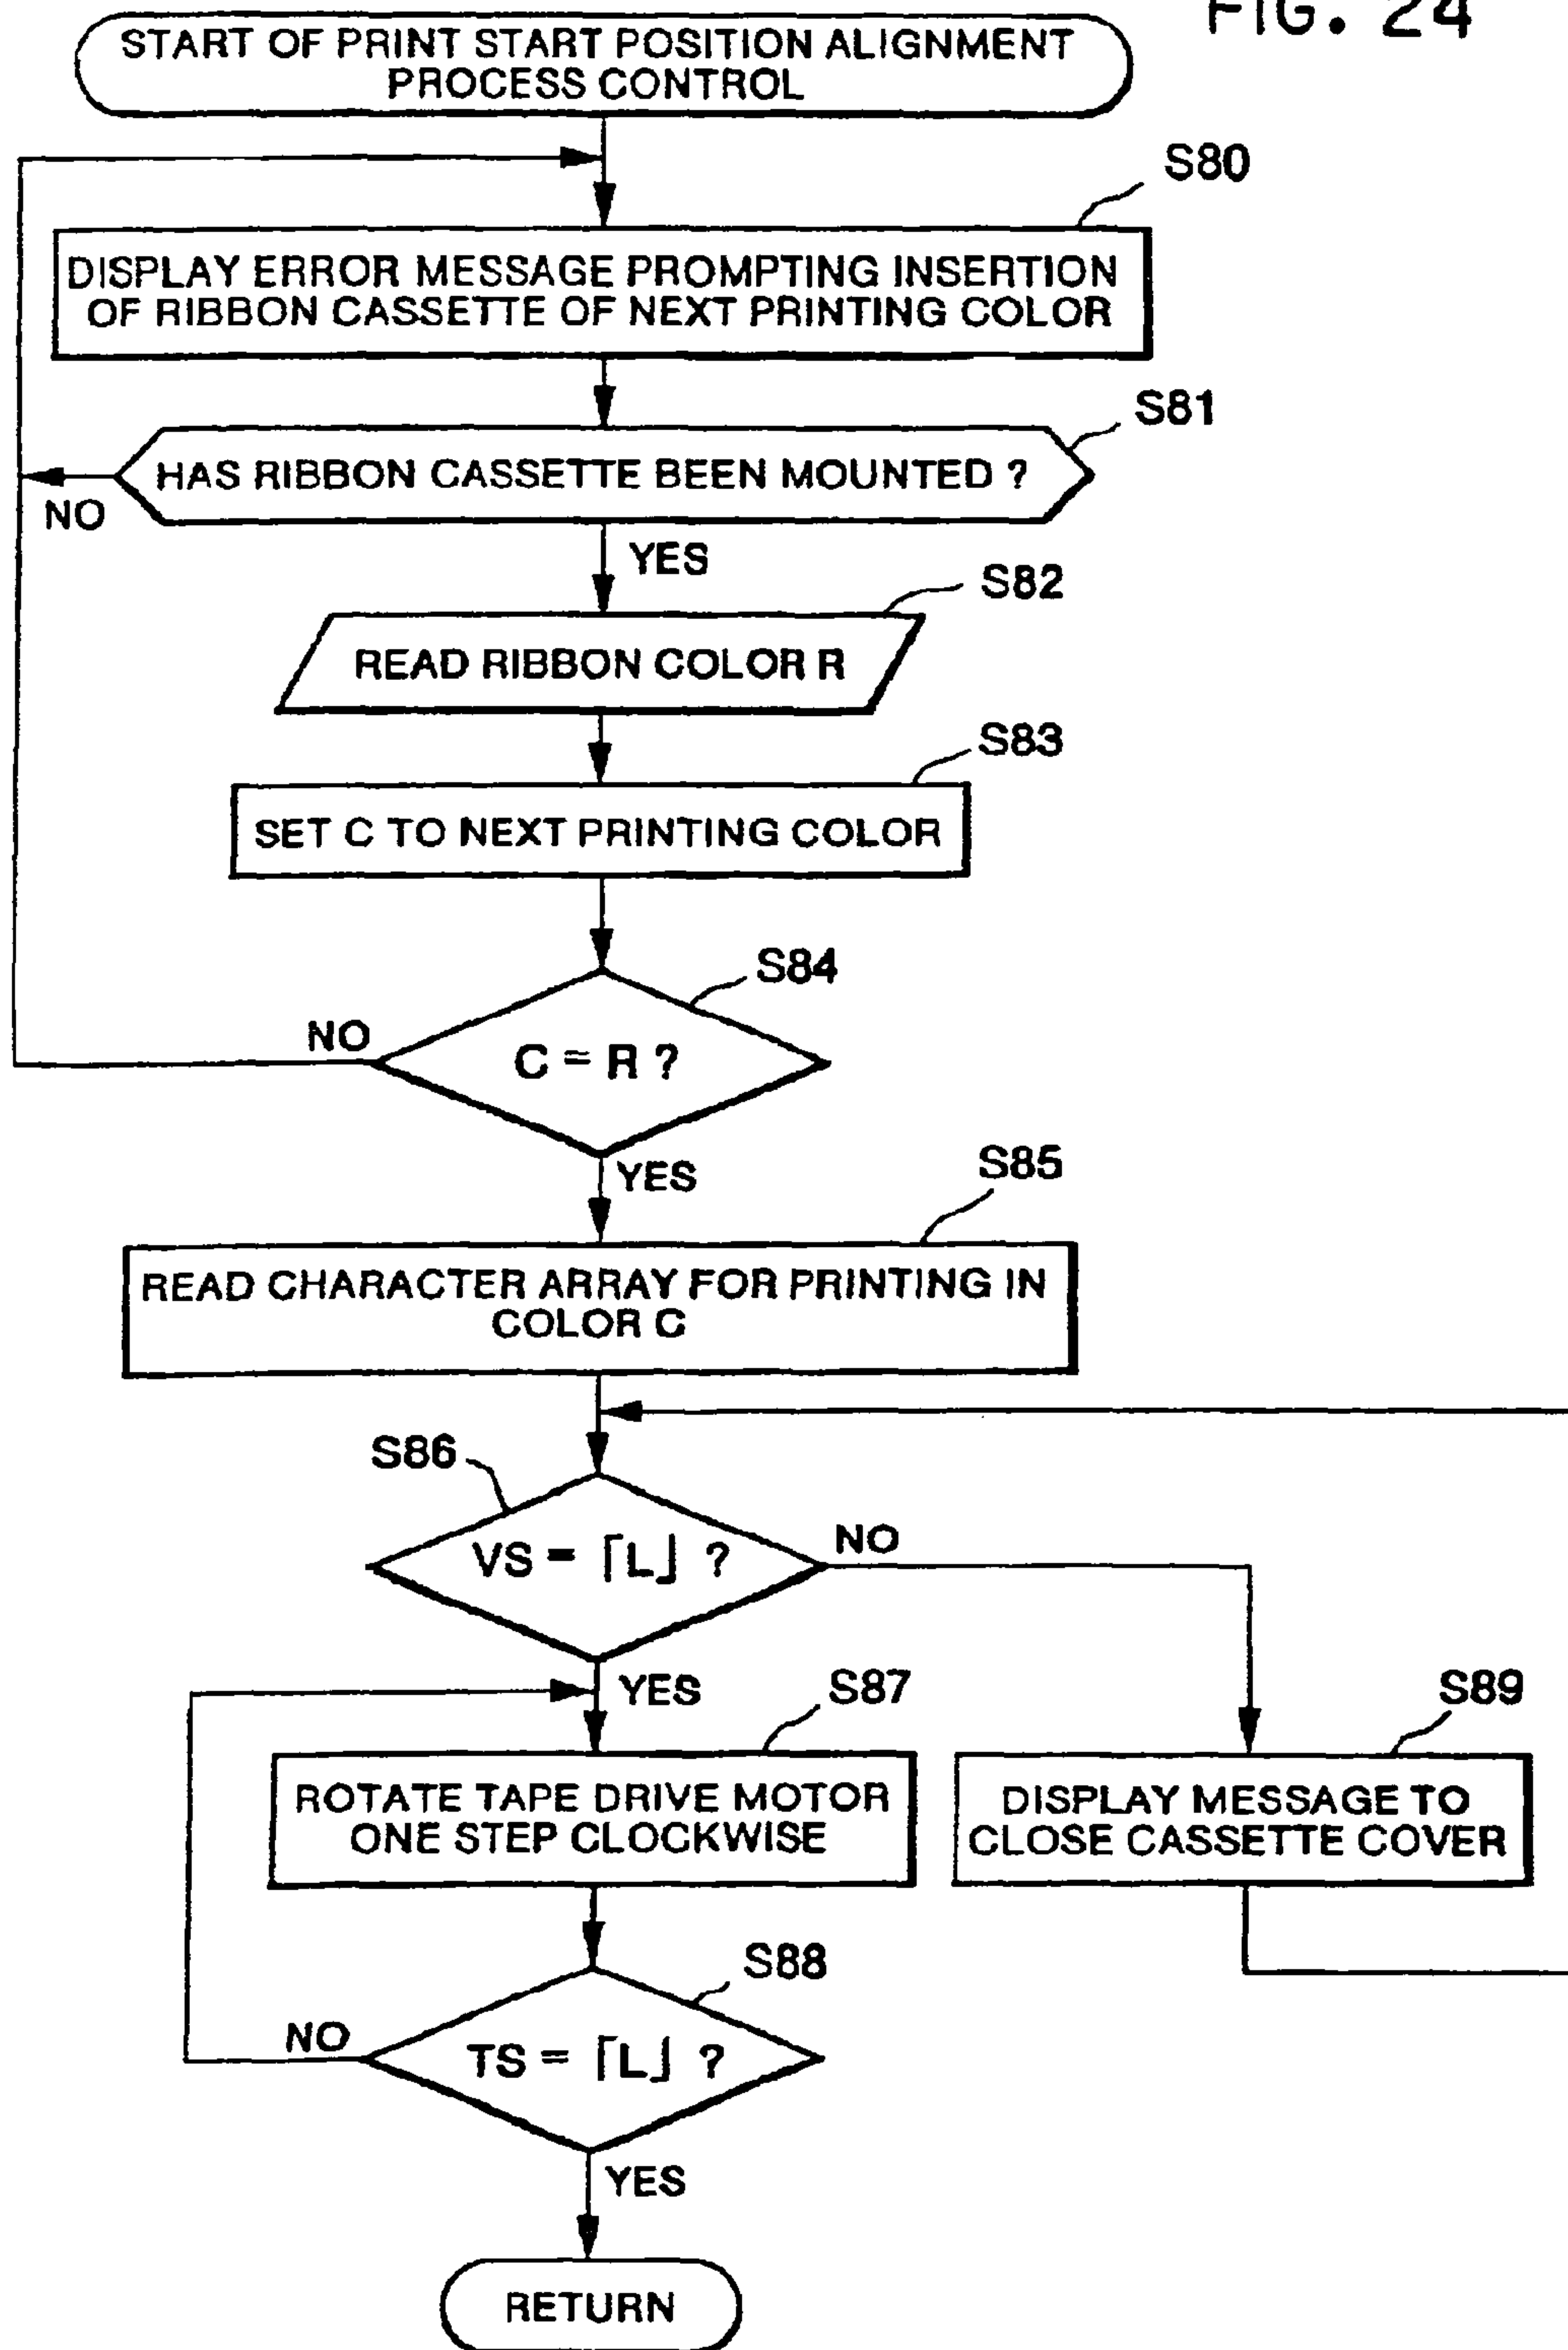 FIG. 24
START OF PRINT START POSITION ALIGNMENT
PROCESS CONTROL
S80
DISPLAY ERROR MESSAGE PROMPTING INSERTION
OF RIBBON CASSETTE OF NEXT PRINTING COLOR
S81
HAS RIBBON CASSETTE BEEN MOUNTED ?
NO
YES
S82
READ RIBBON COLOR R
S83
SET C TO NEXT PRINTING COLOR
S84
NO
C = R ?
YES
S85
READ CHARACTER ARRAY FOR PRINTING IN
COLOR C
S86
VS = ⌈L⌋ ?
NO
YES
S87
S89
ROTATE TAPE DRIVE MOTOR
ONE STEP CLOCKWISE
DISPLAY MESSAGE TO
CLOSE CASSETTE COVER
S88
NO
TS = ⌈L⌋ ?
YES
RETURN